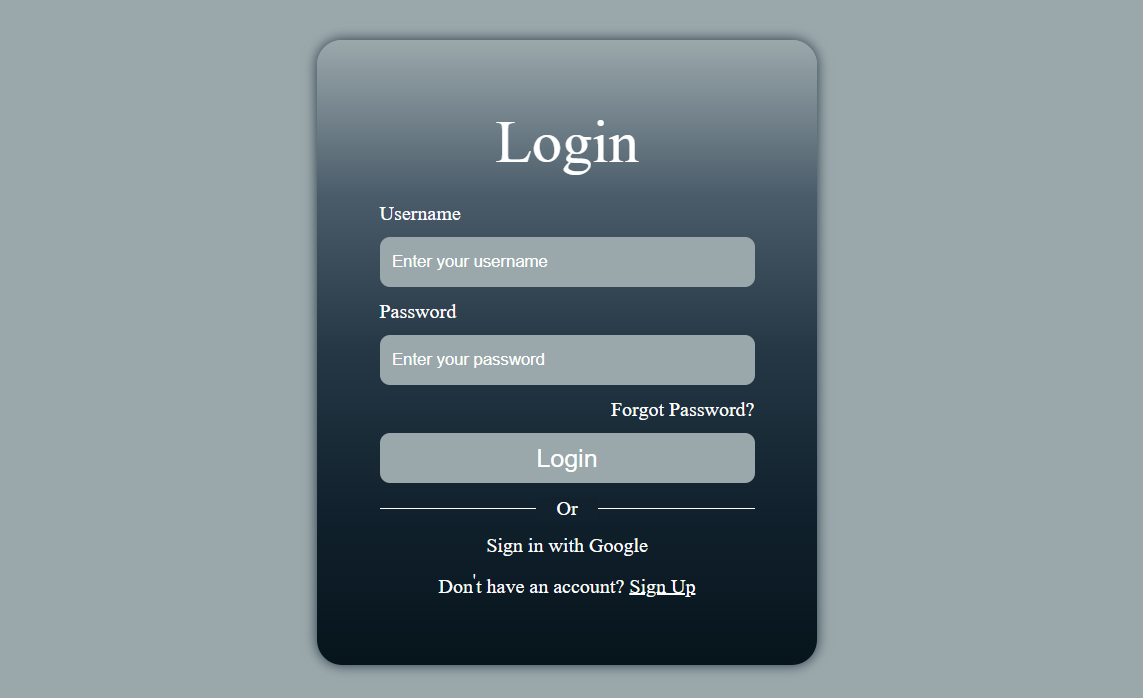 Login
Username
Enter your username
Password
Enter your password
Forgot Password?
Login
Or
Sign in with Google
Don't have an account? Sign Up